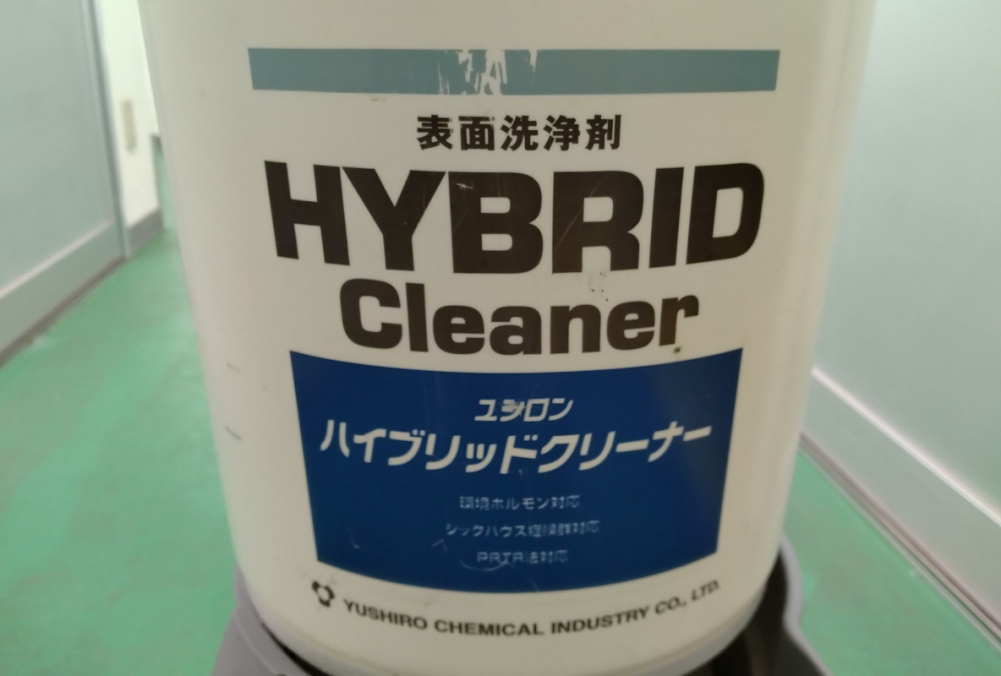 表面洗浄剤
HYBRID
Cleaner
ユシロン
ハイブリッドクリーナー
環境ホルモン対応
シックハウス症候群対応
PRTR法対応
YUSHIRO CHEMICAL INDUSTRY CO., LTD.